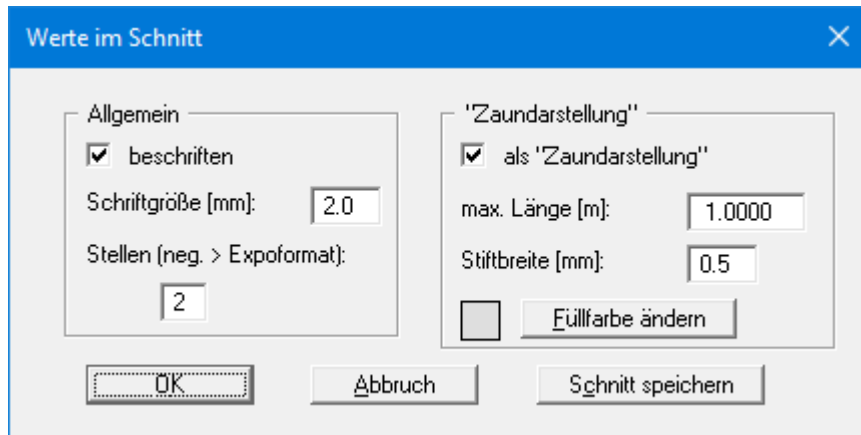 Werte im Schnitt
Allgemein
beschriften
Schriftgröße [mm]: 2.0
Stellen (neg. > Expoformat):
2
"Zaundarstellung"
als "Zaundarstellung"
max. Länge [m]: 1.0000
Stiftbreite [mm]: 0.5
Füllfarbe ändern
OK Abbruch Schnitt speichern